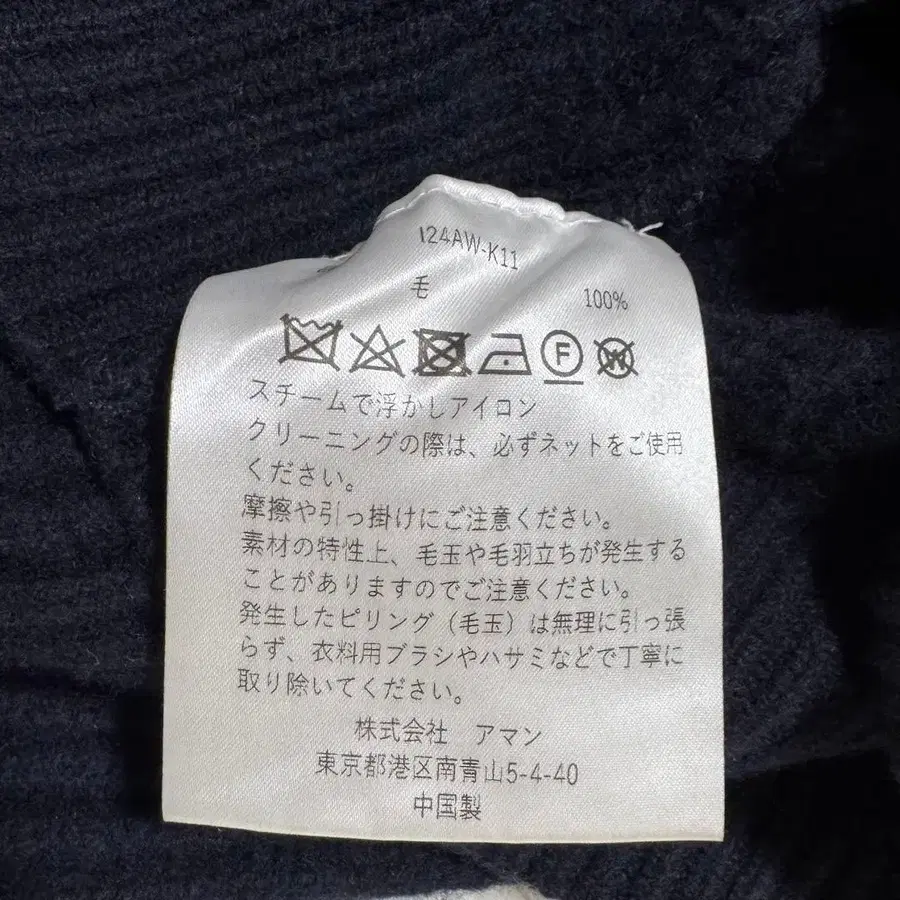 I24AW-K11
毛 100%
F W
スチームで浮かしアイロン
クリーニングの際は、必ずネットをご使用
ください。
摩擦や引っ掛けにご注意ください。
素材の特性上、毛玉や毛羽立ちが発生する
ことがありますのでご注意ください。
発生したピリング（毛玉）は無理に引っ張
らず、衣料用ブラシやハサミなどで丁寧に
取り除いてください。
株式会社 アマン
東京都港区南青山5-4-40
中国製